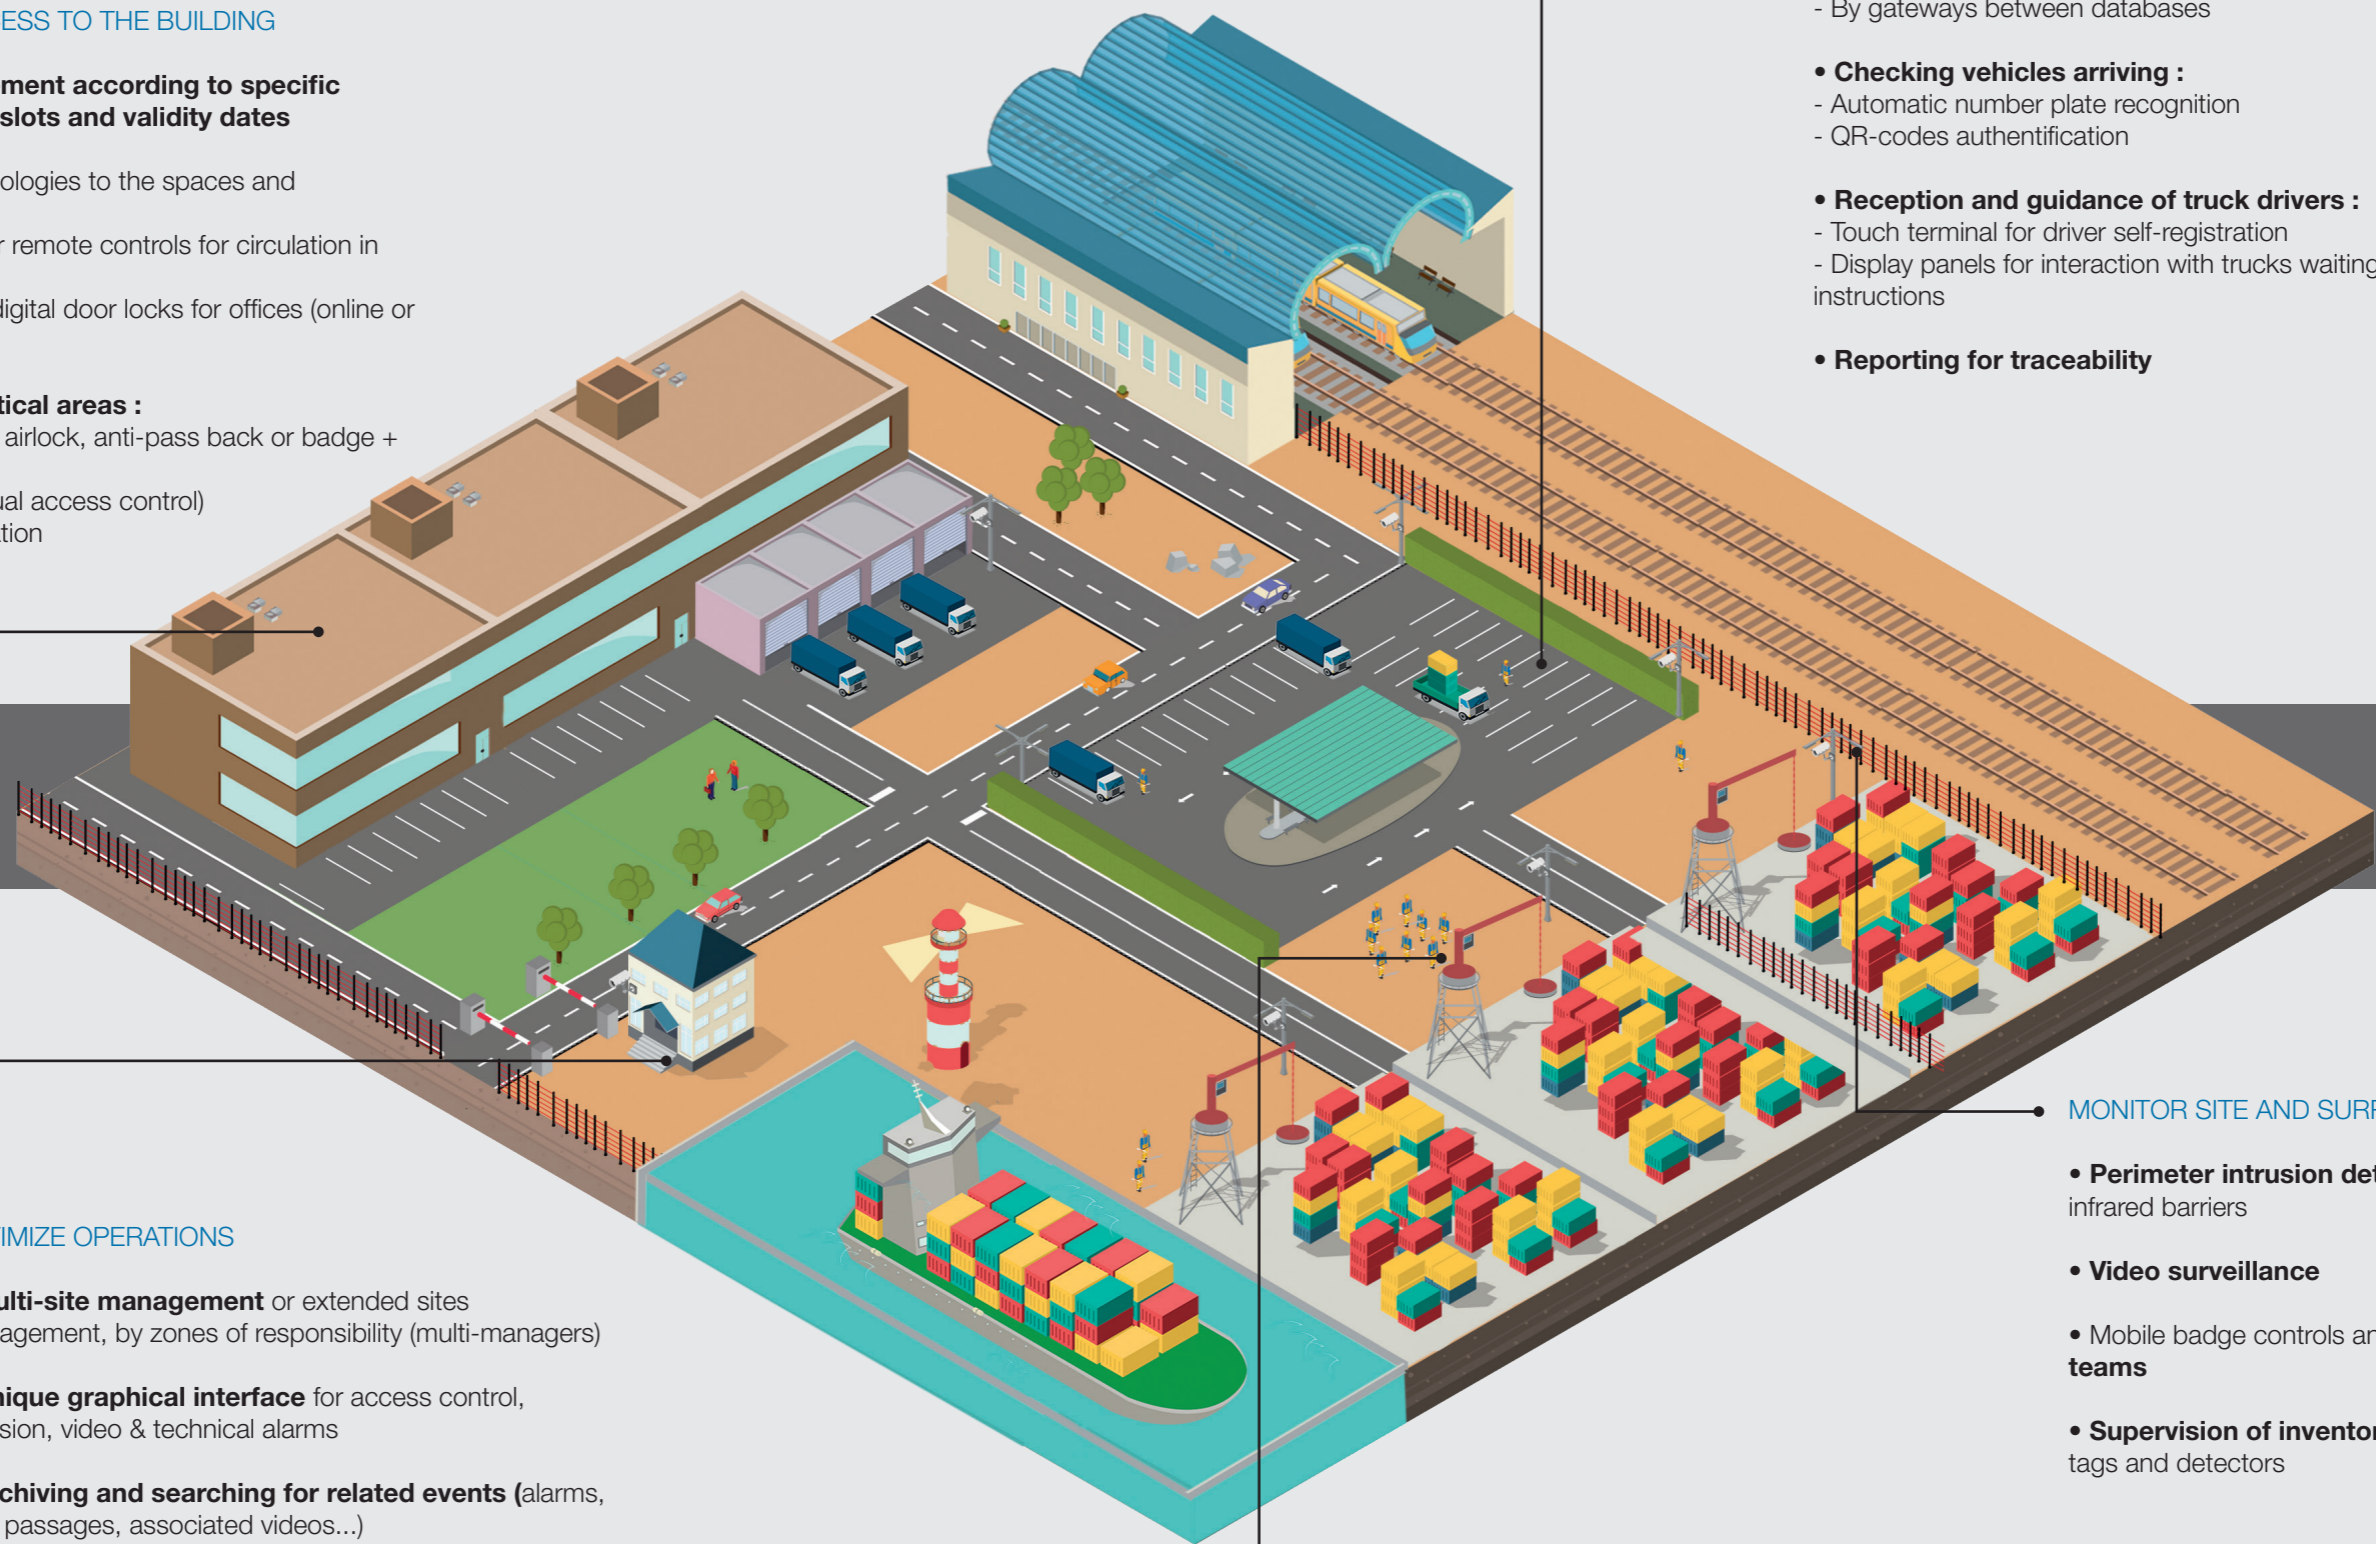 ESS TO THE BUILDING
ment according to specific
slots and validity dates
ologies to the spaces and
r remote controls for circulation in
digital door locks for offices (online or
tical areas :
airlock, anti-pass back or badge +
ual access control)
tion
- By gateways between databases
• Checking vehicles arriving :
- Automatic number plate recognition
- QR-codes authentification
• Reception and guidance of truck drivers :
- Touch terminal for driver self-registration
- Display panels for interaction with trucks waiting
instructions
• Reporting for traceability
TIMIZE OPERATIONS
ulti-site management or extended sites
agement, by zones of responsibility (multi-managers)
nique graphical interface for access control,
sion, video & technical alarms
chiving and searching for related events (alarms,
passages, associated videos...)
MONITOR SITE AND SURR
• Perimeter intrusion det
infrared barriers
• Video surveillance
• Mobile badge controls an
teams
• Supervision of inventor
tags and detectors